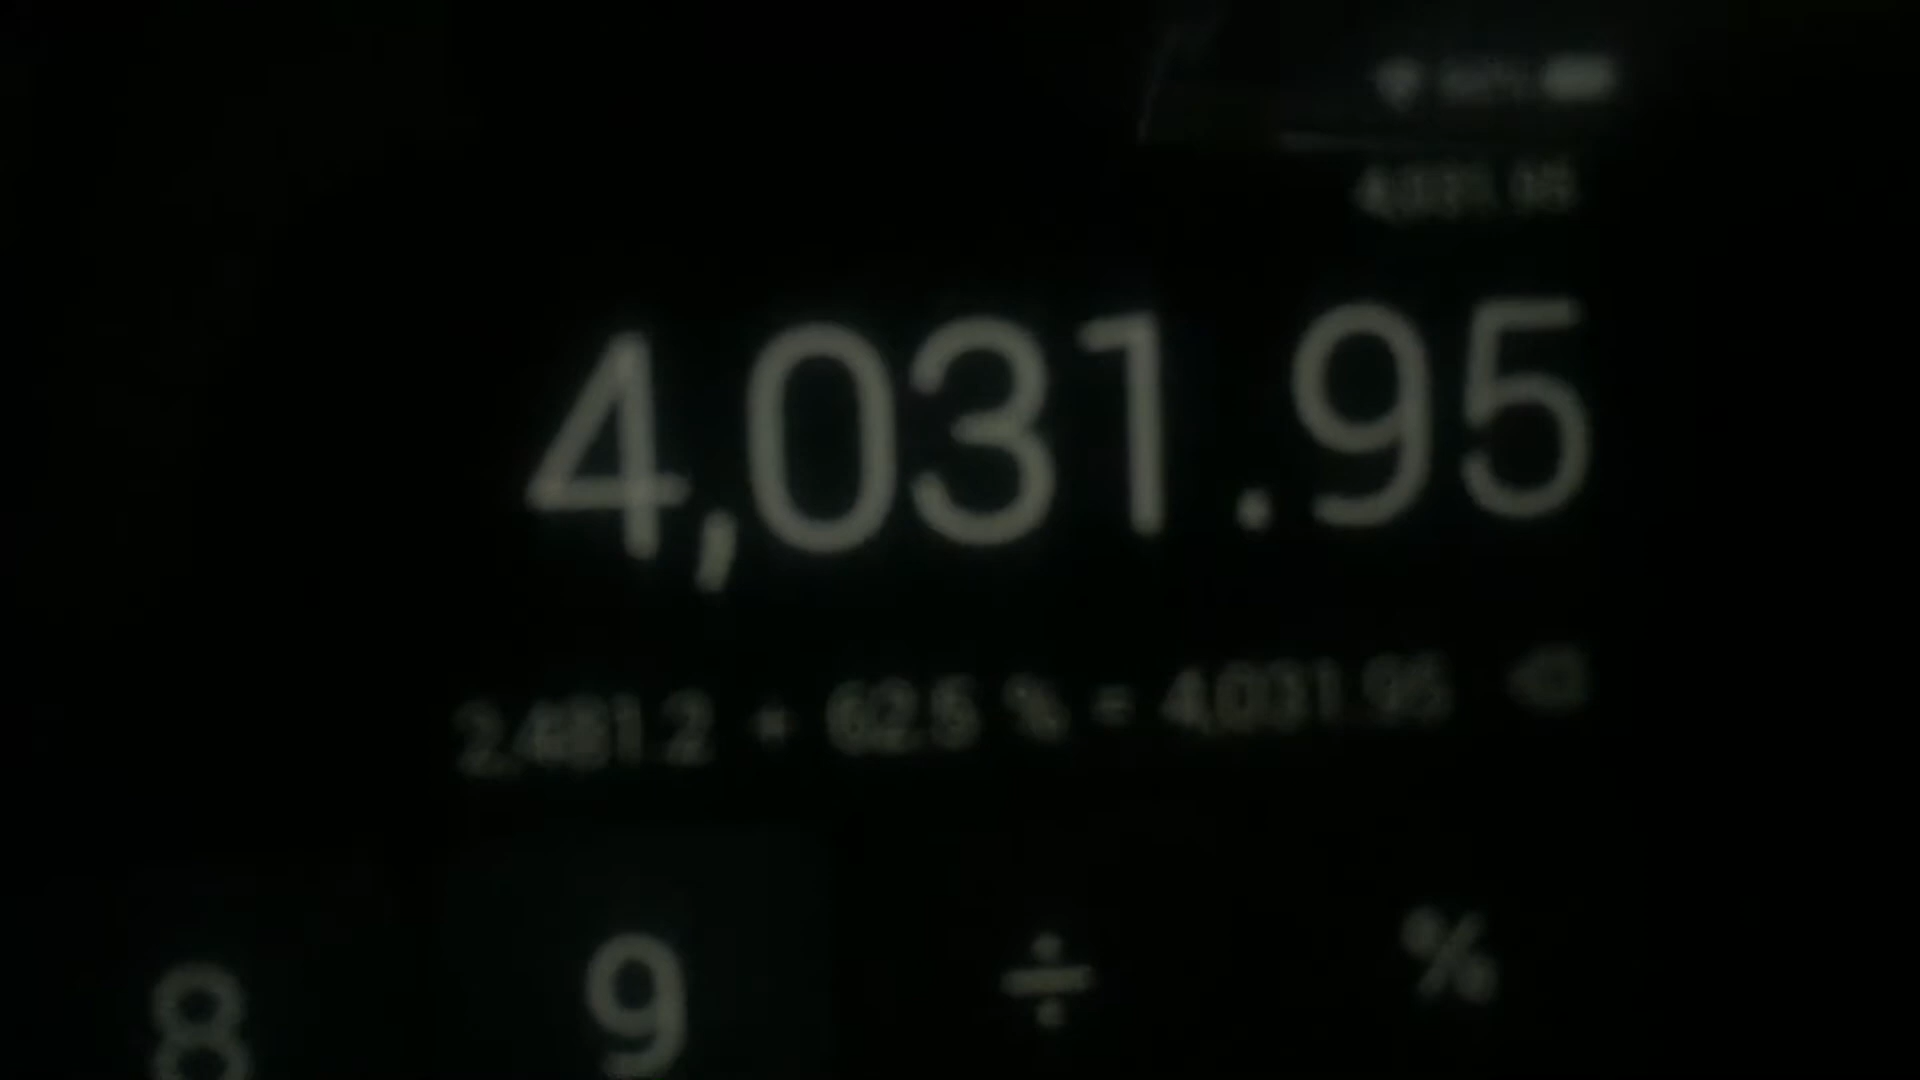 4,031.95
4,031.95
2,481.2 + 62.5 % = 4,031.95
8 9 ÷ %